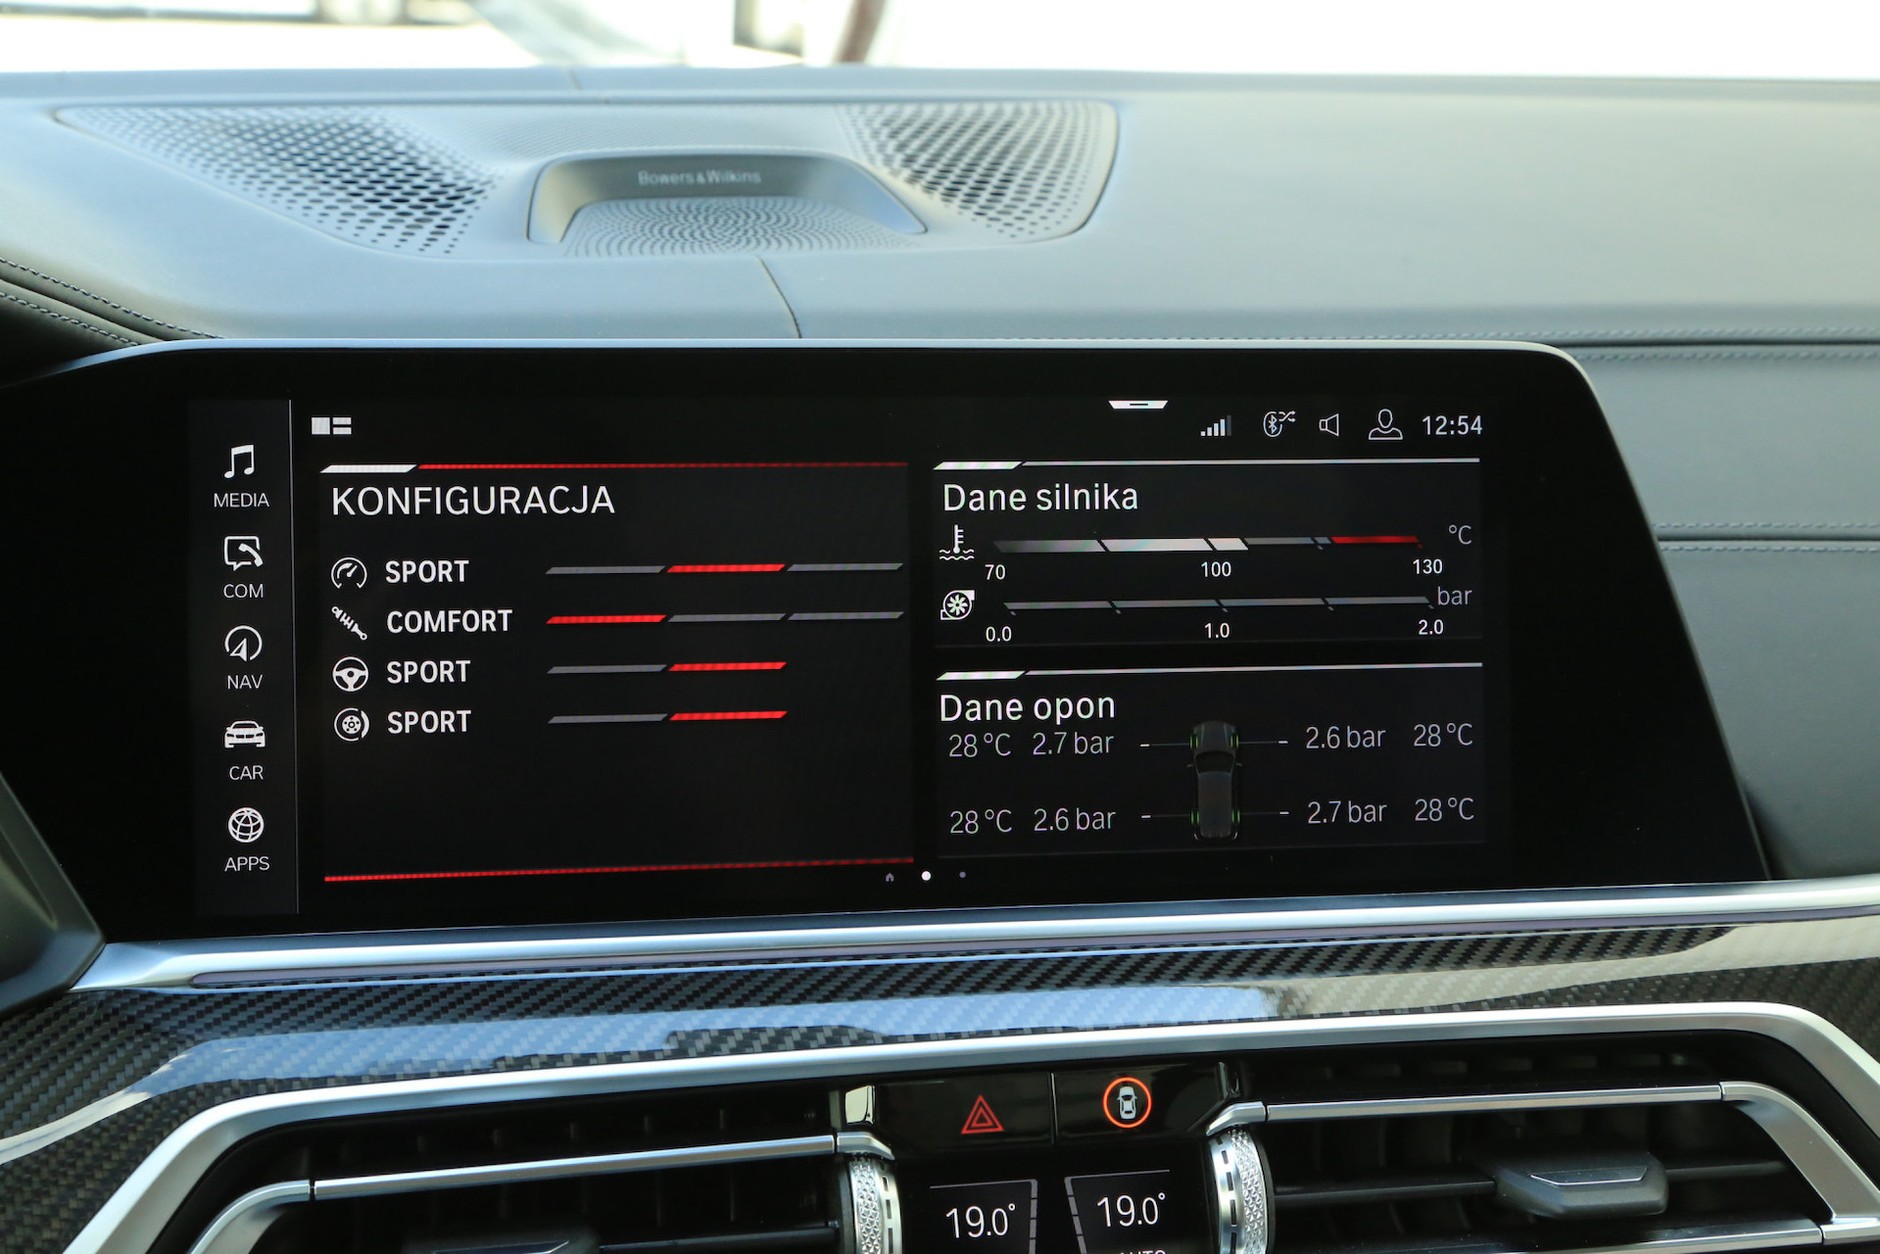 Bowers & Wilkins
12:54
MEDIA
COM
NAV
CAR
APPS
KONFIGURACJA
SPORT
COMFORT
SPORT
SPORT
Dane silnika
°C
70 100 130
bar
0.0 1.0 2.0
Dane opon
28 °C 2.7 bar 2.6 bar 28 °C
28 °C 2.6 bar 2.7 bar 28 °C
19.0° 19.0°
AUTO